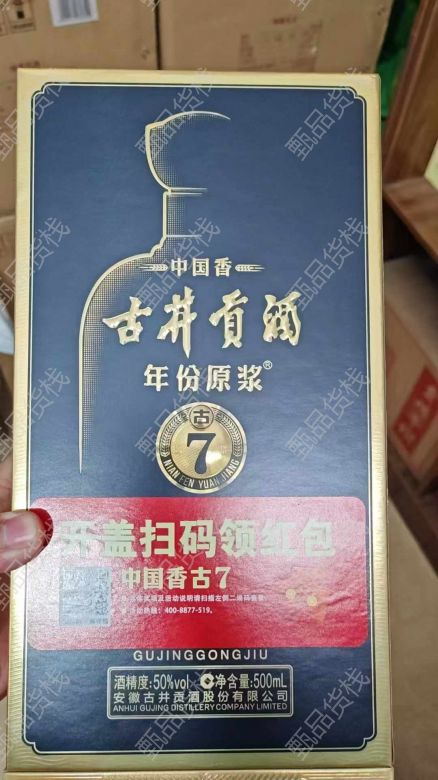 中国香
古井贡酒
年份原浆®
古
7
NIAN FEN YUAN JIANG
开盖扫码领红包
中国香古7
400-8877-519.
GUJINGGONGJIU
酒精度:50%vol 净含量:500mL
安徽古井贡酒股份有限公司
ANHUI GUJING DISTILLERY COMPANY LIMITED
甄品货栈